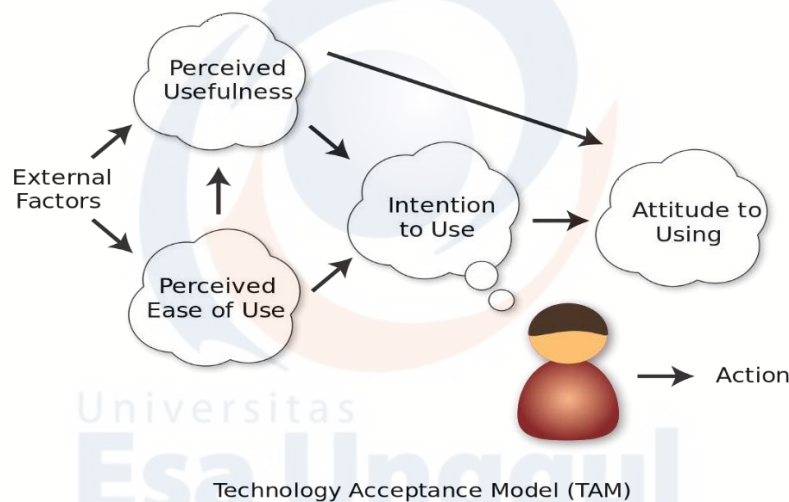 Perceived
Usefulness
External
Factors
Intention
to Use
Attitude to
Using
Perceived
Ease of Use
Action
Universitas
Esa Unggul
Technology Acceptance Model (TAM)